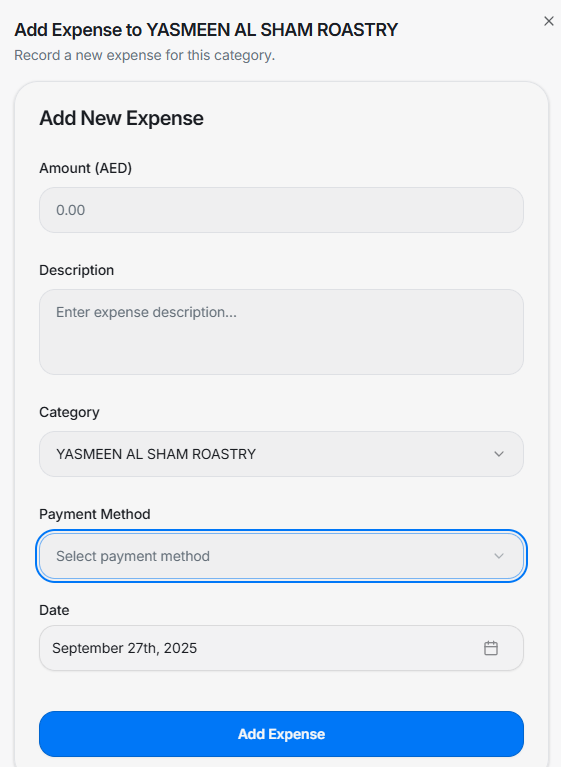 Add Expense to YASMEEN AL SHAM ROASTRY
Record a new expense for this category.
Add New Expense
Amount (AED)
0.00
Description
Enter expense description...
Category
YASMEEN AL SHAM ROASTRY
Payment Method
Select payment method
Date
September 27th, 2025
Add Expense